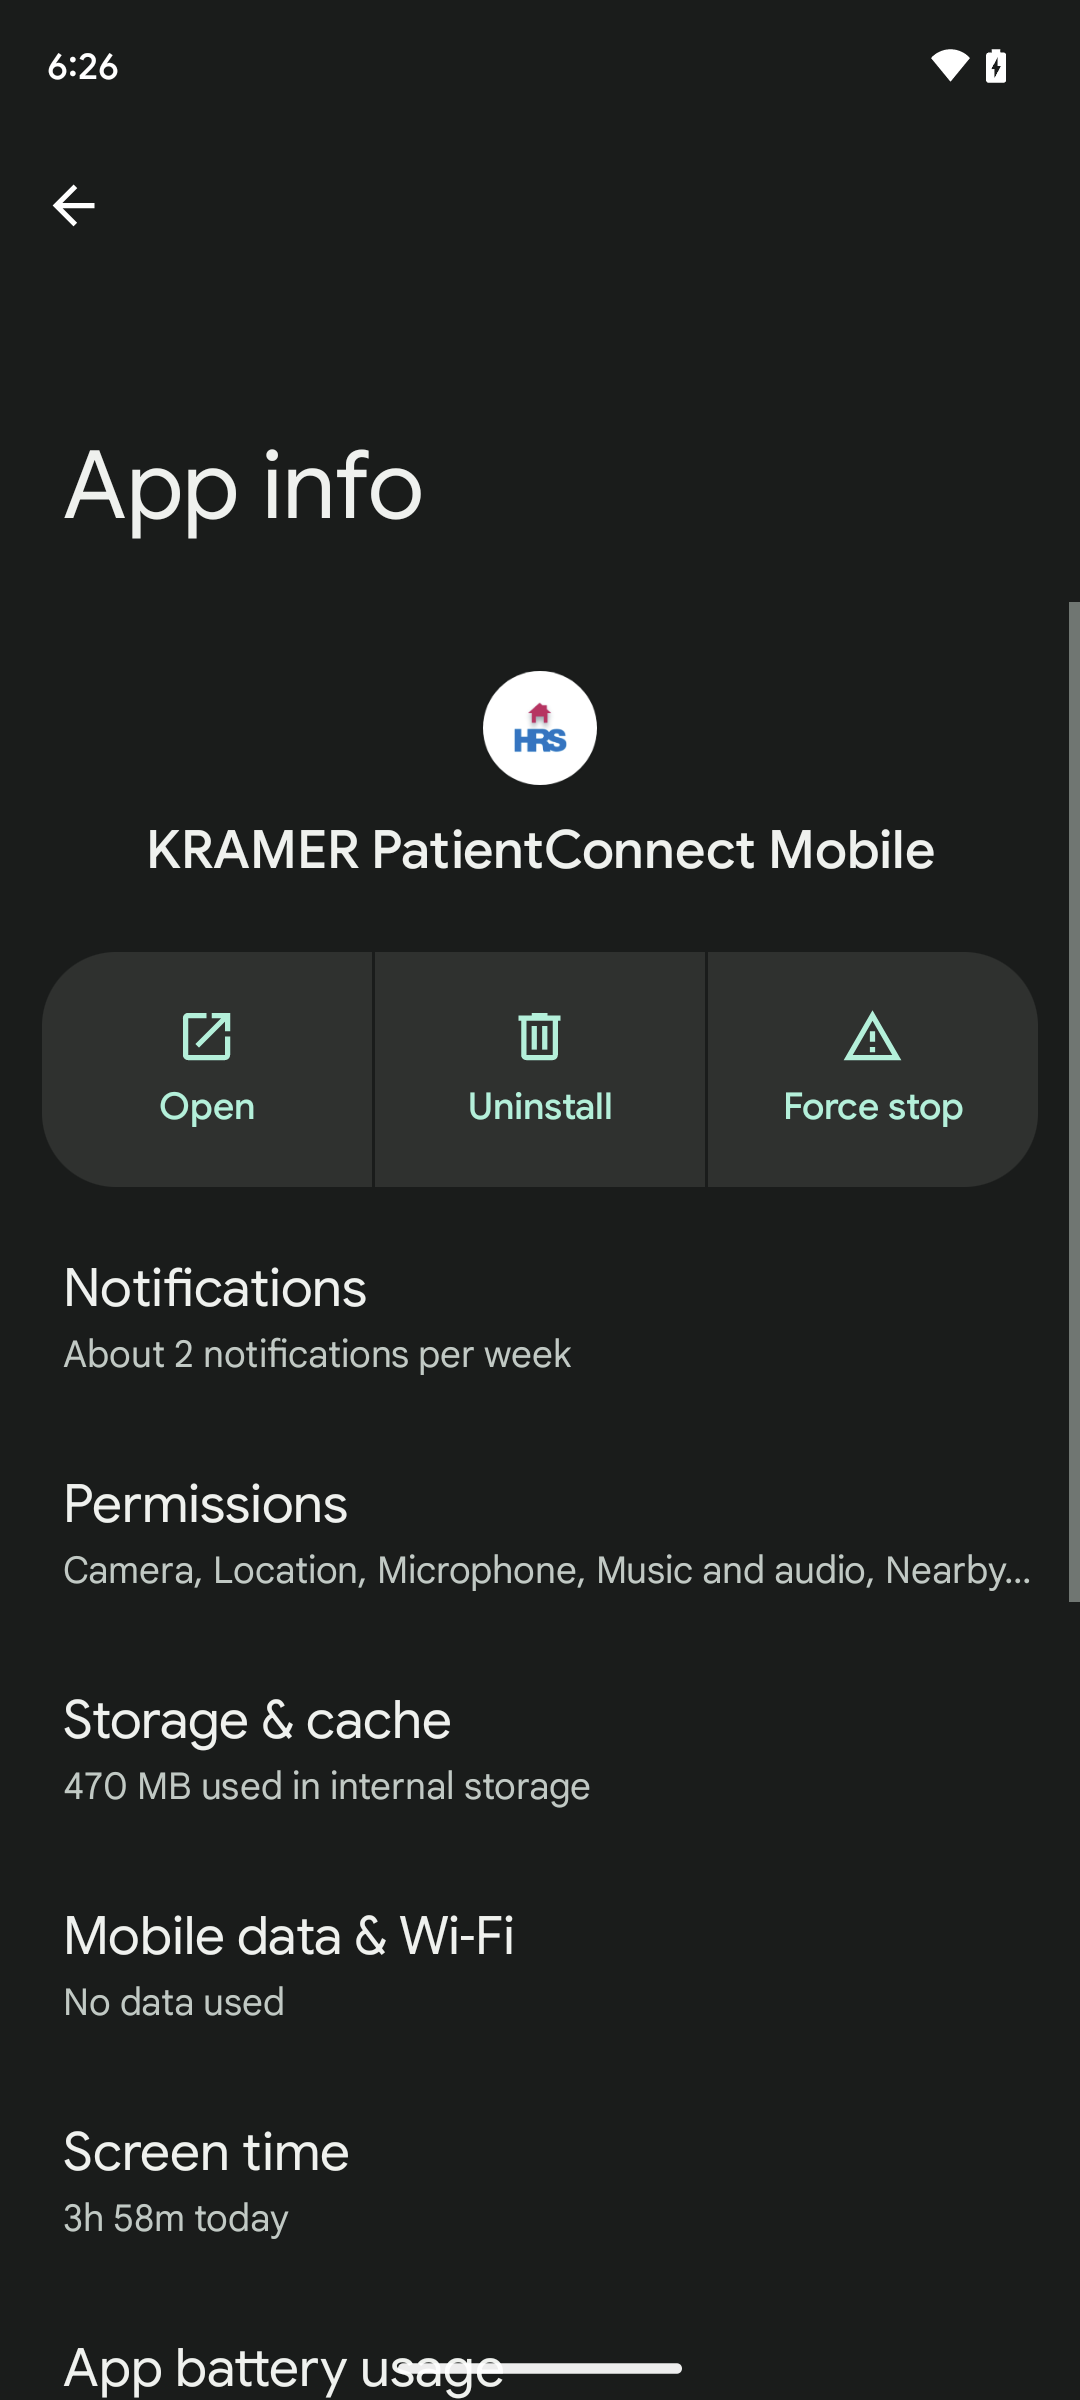 6:26
App info
HRS
KRAMER PatientConnect Mobile
Open
Uninstall
Force stop
Notifications
About 2 notifications per week
Permissions
Camera, Location, Microphone, Music and audio, Nearby...
Storage & cache
470 MB used in internal storage
Mobile data & Wi-Fi
No data used
Screen time
3h 58m today
App battery usage